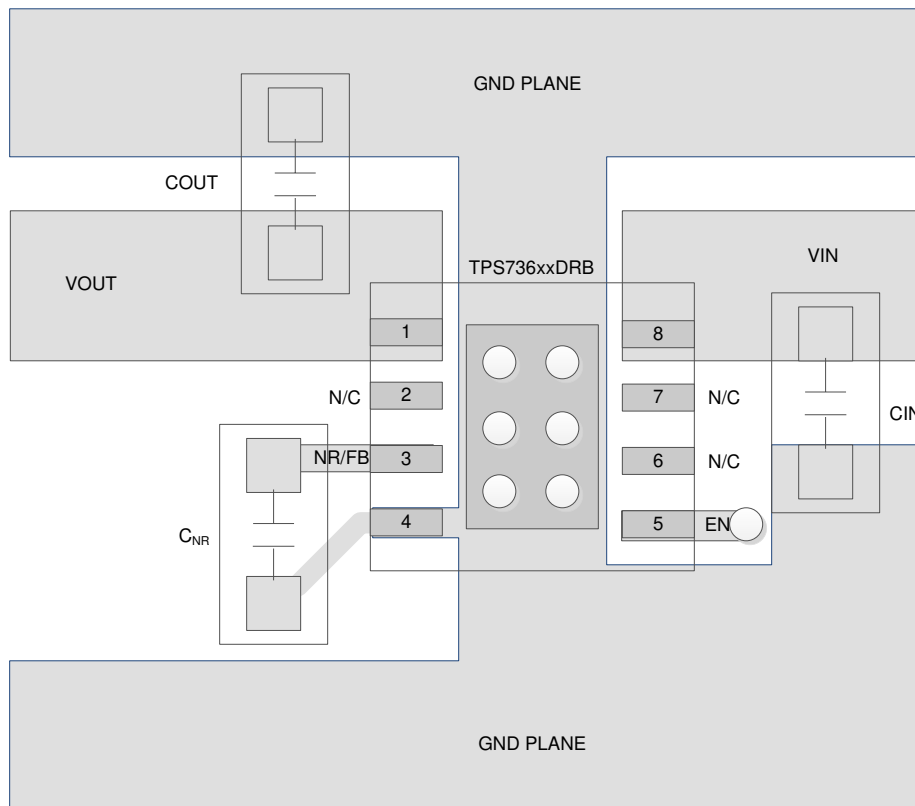 GND PLANE
COUT
TPS736xxDRB
VIN
VOUT
1
8
N/C
2
7
N/C
CIN
NR/FB
3
6
N/C
CNR
4
5
EN
GND PLANE